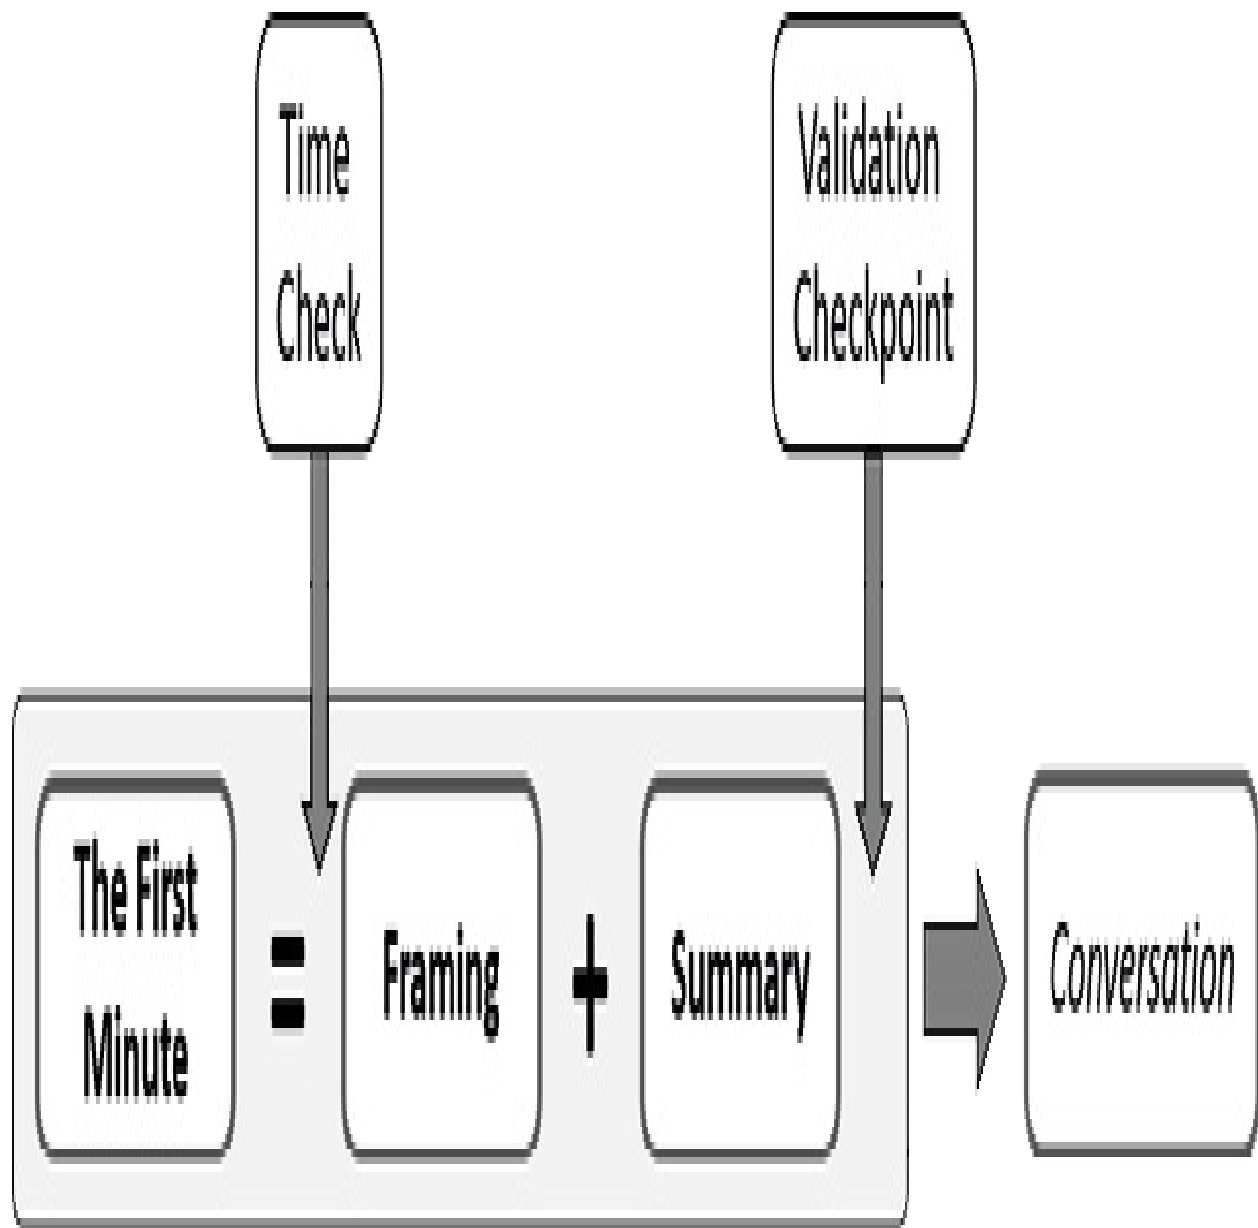 Time
Check
Validation
Checkpoint
The First
Minute
=
Framing
+
Summary
Conversation